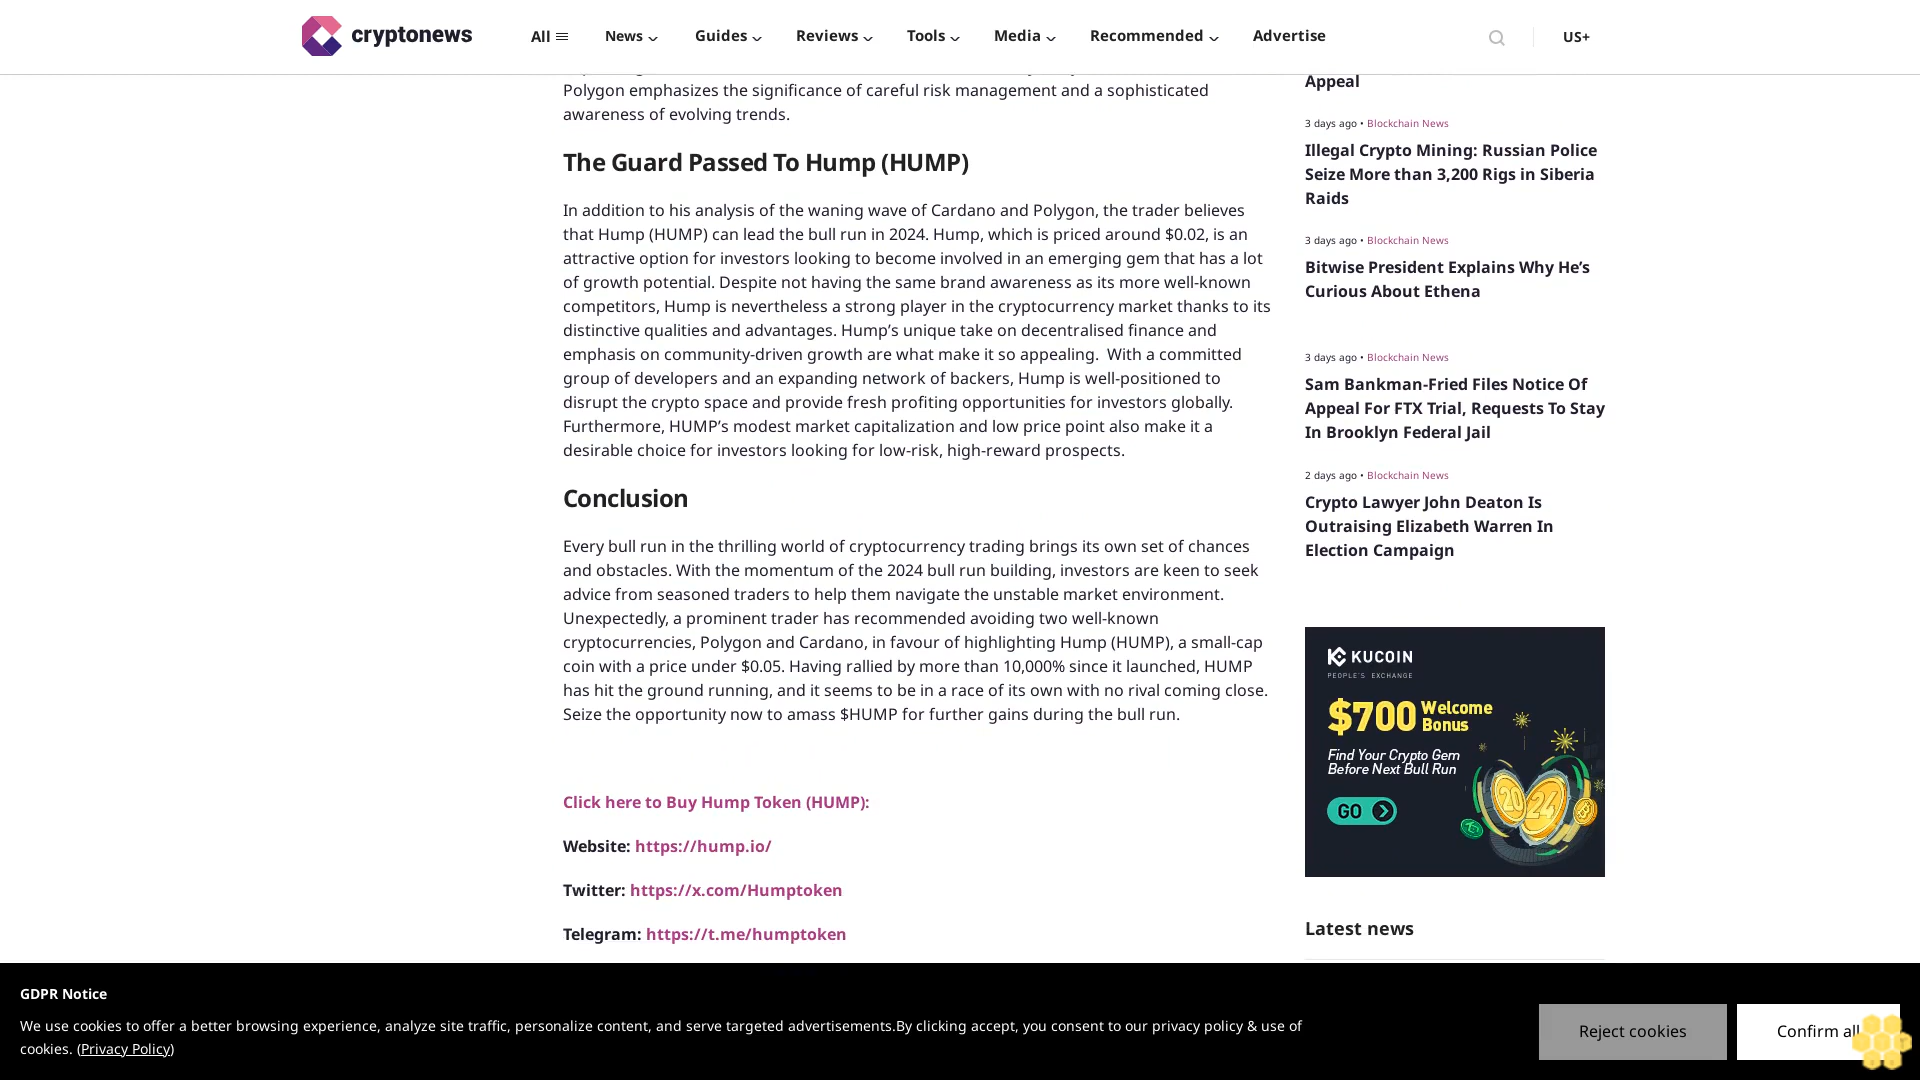 cryptonews
All
News
Guides
Reviews
Tools
Media
Recommended
Advertise
US+
Polygon emphasizes the significance of careful risk management and a sophisticated
awareness of evolving trends.
The Guard Passed To Hump (HUMP)
In addition to his analysis of the waning wave of Cardano and Polygon, the trader believes
that Hump (HUMP) can lead the bull run in 2024. Hump, which is priced around $0.02, is an
attractive option for investors looking to become involved in an emerging gem that has a lot
of growth potential. Despite not having the same brand awareness as its more well-known
competitors, Hump is nevertheless a strong player in the cryptocurrency market thanks to its
distinctive qualities and advantages. Hump’s unique take on decentralised finance and
emphasis on community-driven growth are what make it so appealing.  With a committed
group of developers and an expanding network of backers, Hump is well-positioned to
disrupt the crypto space and provide fresh profiting opportunities for investors globally.
Furthermore, HUMP’s modest market capitalization and low price point also make it a
desirable choice for investors looking for low-risk, high-reward prospects.
Conclusion
Every bull run in the thrilling world of cryptocurrency trading brings its own set of chances
and obstacles. With the momentum of the 2024 bull run building, investors are keen to seek
advice from seasoned traders to help them navigate the unstable market environment.
Unexpectedly, a prominent trader has recommended avoiding two well-known
cryptocurrencies, Polygon and Cardano, in favour of highlighting Hump (HUMP), a small-cap
coin with a price under $0.05. Having rallied by more than 10,000% since it launched, HUMP
has hit the ground running, and it seems to be in a race of its own with no rival coming close.
Seize the opportunity now to amass $HUMP for further gains during the bull run.
Click here to Buy Hump Token (HUMP):
Website: https://hump.io/
Twitter: https://x.com/Humptoken
Telegram: https://t.me/humptoken
Appeal
3 days ago • Blockchain News
Illegal Crypto Mining: Russian Police
Seize More than 3,200 Rigs in Siberia
Raids
3 days ago • Blockchain News
Bitwise President Explains Why He’s
Curious About Ethena
3 days ago • Blockchain News
Sam Bankman-Fried Files Notice Of
Appeal For FTX Trial, Requests To Stay
In Brooklyn Federal Jail
2 days ago • Blockchain News
Crypto Lawyer John Deaton Is
Outraising Elizabeth Warren In
Election Campaign
KUCOIN
PEOPLE'S EXCHANGE
$700 Welcome
Bonus
Find Your Crypto Gem
Before Next Bull Run
GO
20 24
Latest news
GDPR Notice
We use cookies to offer a better browsing experience, analyze site traffic, personalize content, and serve targeted advertisements.By clicking accept, you consent to our privacy policy & use of
cookies. (Privacy Policy)
Reject cookies
Confirm all